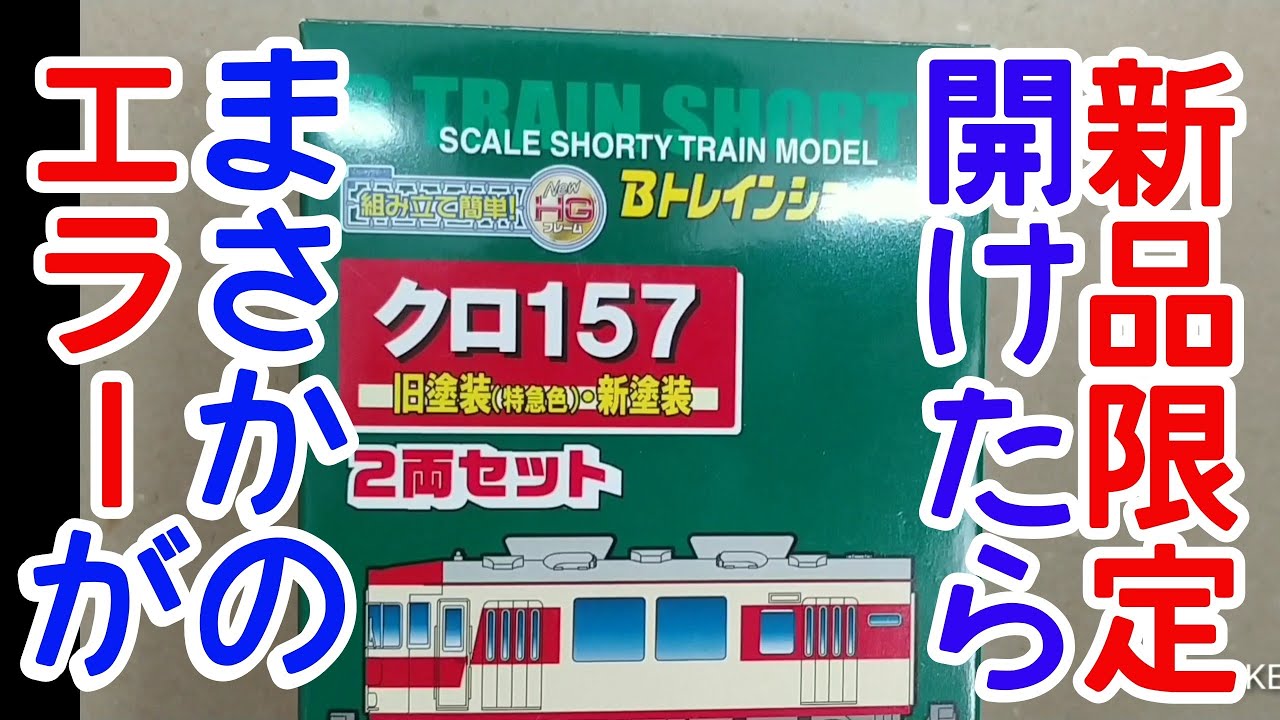 新品限定
開けたら
まさかの
エラーが
B TRAIN SHORT
SCALE SHORTY TRAIN MODEL
組み立て簡単!
New
HG
フレーム
Bトレインシ
クロ157
旧塗装(特急色)・新塗装
2両セット
KE